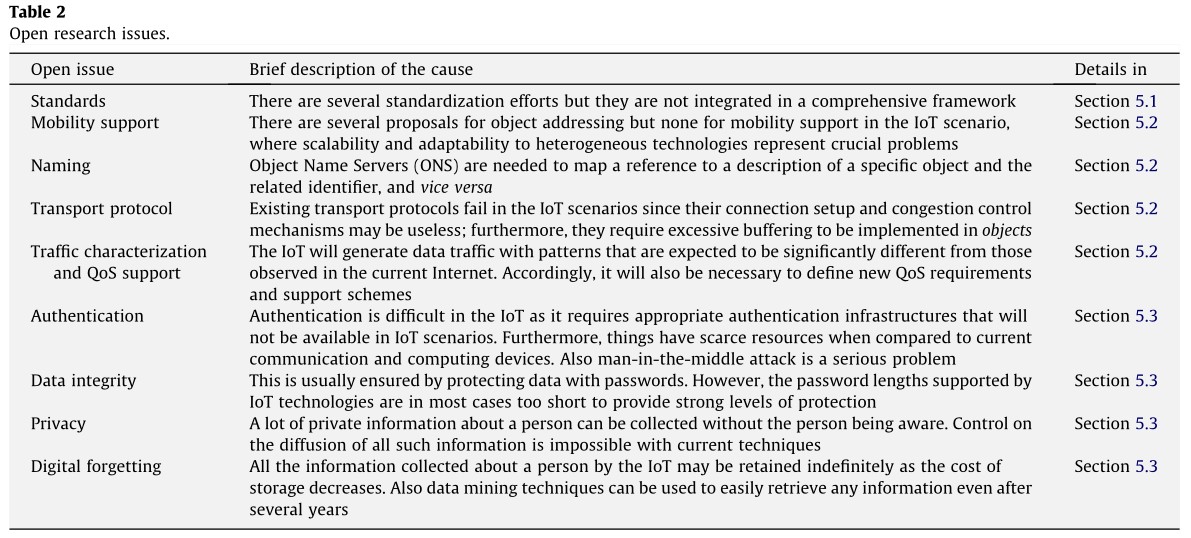 Table 2
Open research issues.
Open issue Brief description of the cause Details in
Standards There are several standardization efforts but they are not integrated in a comprehensive framework Section 5.1
Mobility support There are several proposals for object addressing but none for mobility support in the IoT scenario, Section 5.2
where scalability and adaptability to heterogeneous technologies represent crucial problems
Naming Object Name Servers (ONS) are needed to map a reference to a description of a specific object and the Section 5.2
related identifier, and vice versa
Transport protocol Existing transport protocols fail in the IoT scenarios since their connection setup and congestion control Section 5.2
mechanisms may be useless; furthermore, they require excessive buffering to be implemented in objects
Traffic characterization The IoT will generate data traffic with patterns that are expected to be significantly different from those Section 5.2
and QoS support observed in the current Internet. Accordingly, it will also be necessary to define new QoS requirements
and support schemes
Authentication Authentication is difficult in the IoT as it requires appropriate authentication infrastructures that will Section 5.3
not be available in IoT scenarios. Furthermore, things have scarce resources when compared to current
communication and computing devices. Also man-in-the-middle attack is a serious problem
Data integrity This is usually ensured by protecting data with passwords. However, the password lengths supported by Section 5.3
IoT technologies are in most cases too short to provide strong levels of protection
Privacy A lot of private information about a person can be collected without the person being aware. Control on Section 5.3
the diffusion of all such information is impossible with current techniques
Digital forgetting All the information collected about a person by the IoT may be retained indefinitely as the cost of Section 5.3
storage decreases. Also data mining techniques can be used to easily retrieve any information even after
several years